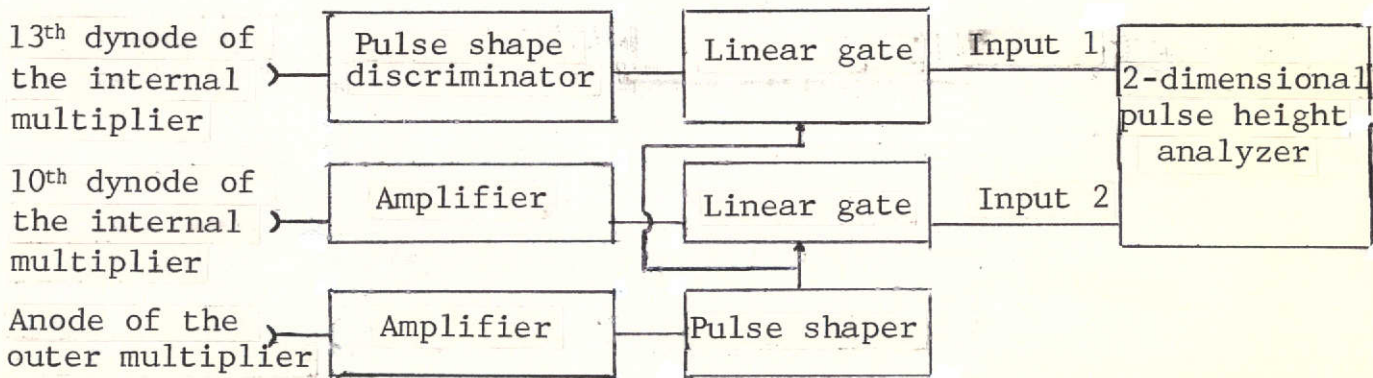 13th dynode of
the internal
multiplier
Pulse shape
discriminator
Linear gate
Input 1
2-dimensional
pulse height
analyzer
10th dynode of
the internal
multiplier
Amplifier
Linear gate
Input 2
Anode of the
outer multiplier
Amplifier
Pulse shaper